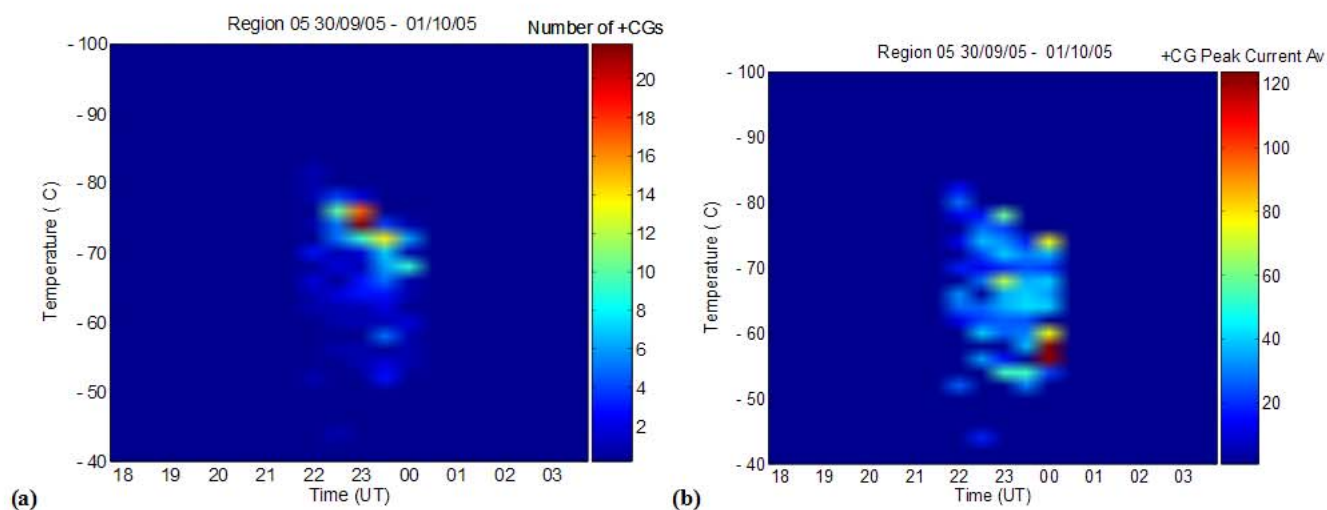 Region 05 30/09/05 - 01/10/05
Number of +CGs
- 100
- 90
- 80
- 70
- 60
- 50
- 40
Temperature ( C)
18 19 20 21 22 23 00 01 02 03
Time (UT)
20
18
16
14
12
10
8
6
4
2
(a)
Region 05 30/09/05 - 01/10/05
+CG Peak Current Av
- 100
- 90
- 80
- 70
- 60
- 50
- 40
Temperature ( C)
18 19 20 21 22 23 00 01 02 03
Time (UT)
120
100
80
60
40
20
(b)